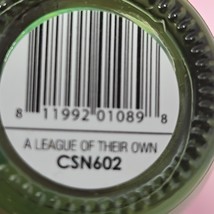 8 11992 01089 8
A LEAGUE OF THEIR OWN
CSN602